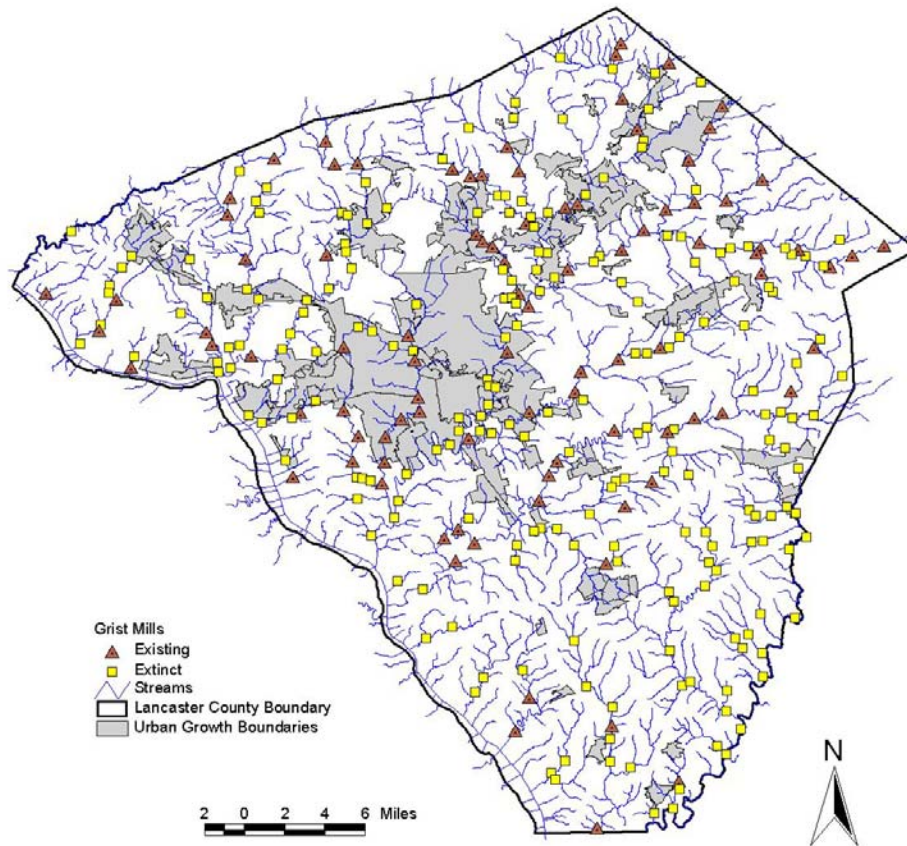 Grist Mills
Existing
Extinct
Streams
Lancaster County Boundary
Urban Growth Boundaries
2 0 2 4 6 Miles
N